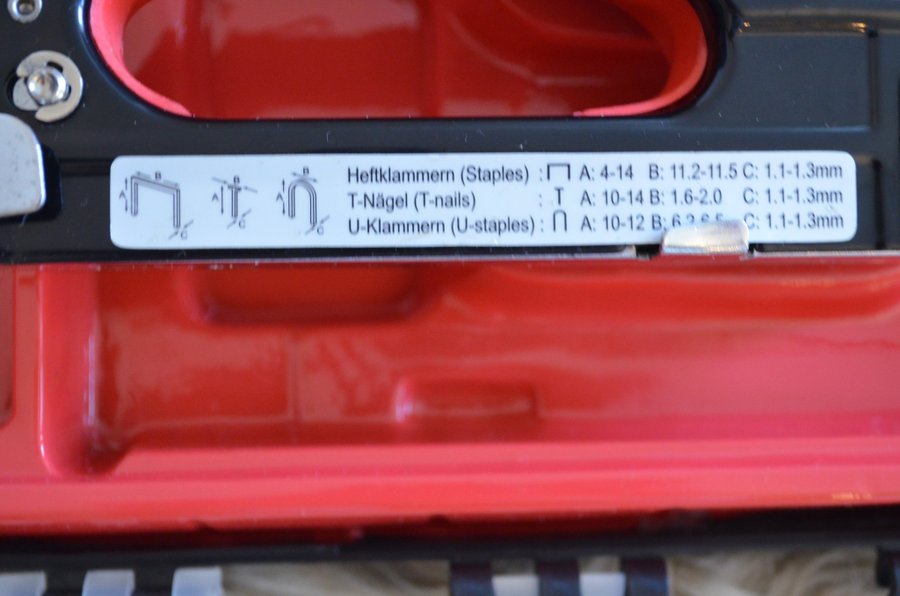 Heftklammern (Staples) : A: 4-14 B: 11.2-11.5 C: 1.1-1.3mm
T-Nägel (T-nails) : A: 10-14 B: 1.6-2.0 C: 1.1-1.3mm
U-Klammern (U-staples) : A: 10-12 B: C: 1.1-1.3mm